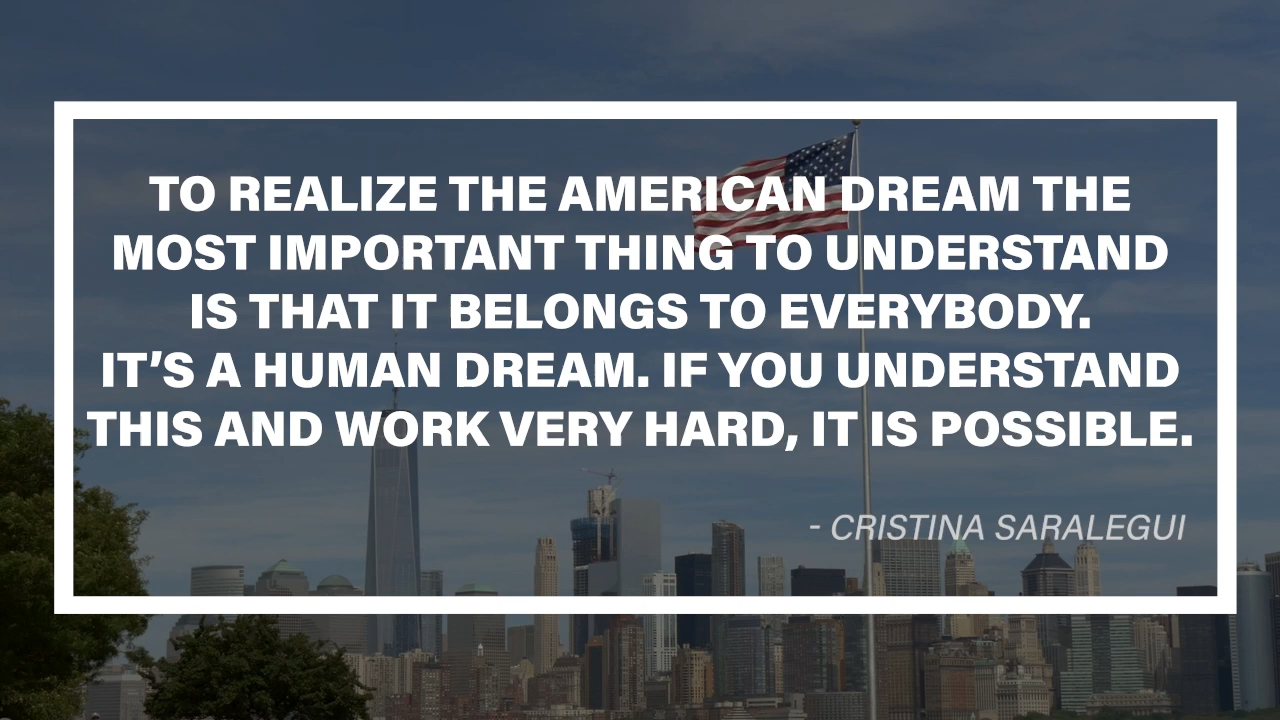 TO REALIZE THE AMERICAN DREAM THE
MOST IMPORTANT THING TO UNDERSTAND
IS THAT IT BELONGS TO EVERYBODY.
IT’S A HUMAN DREAM. IF YOU UNDERSTAND
THIS AND WORK VERY HARD, IT IS POSSIBLE.
- CRISTINA SARALEGUI